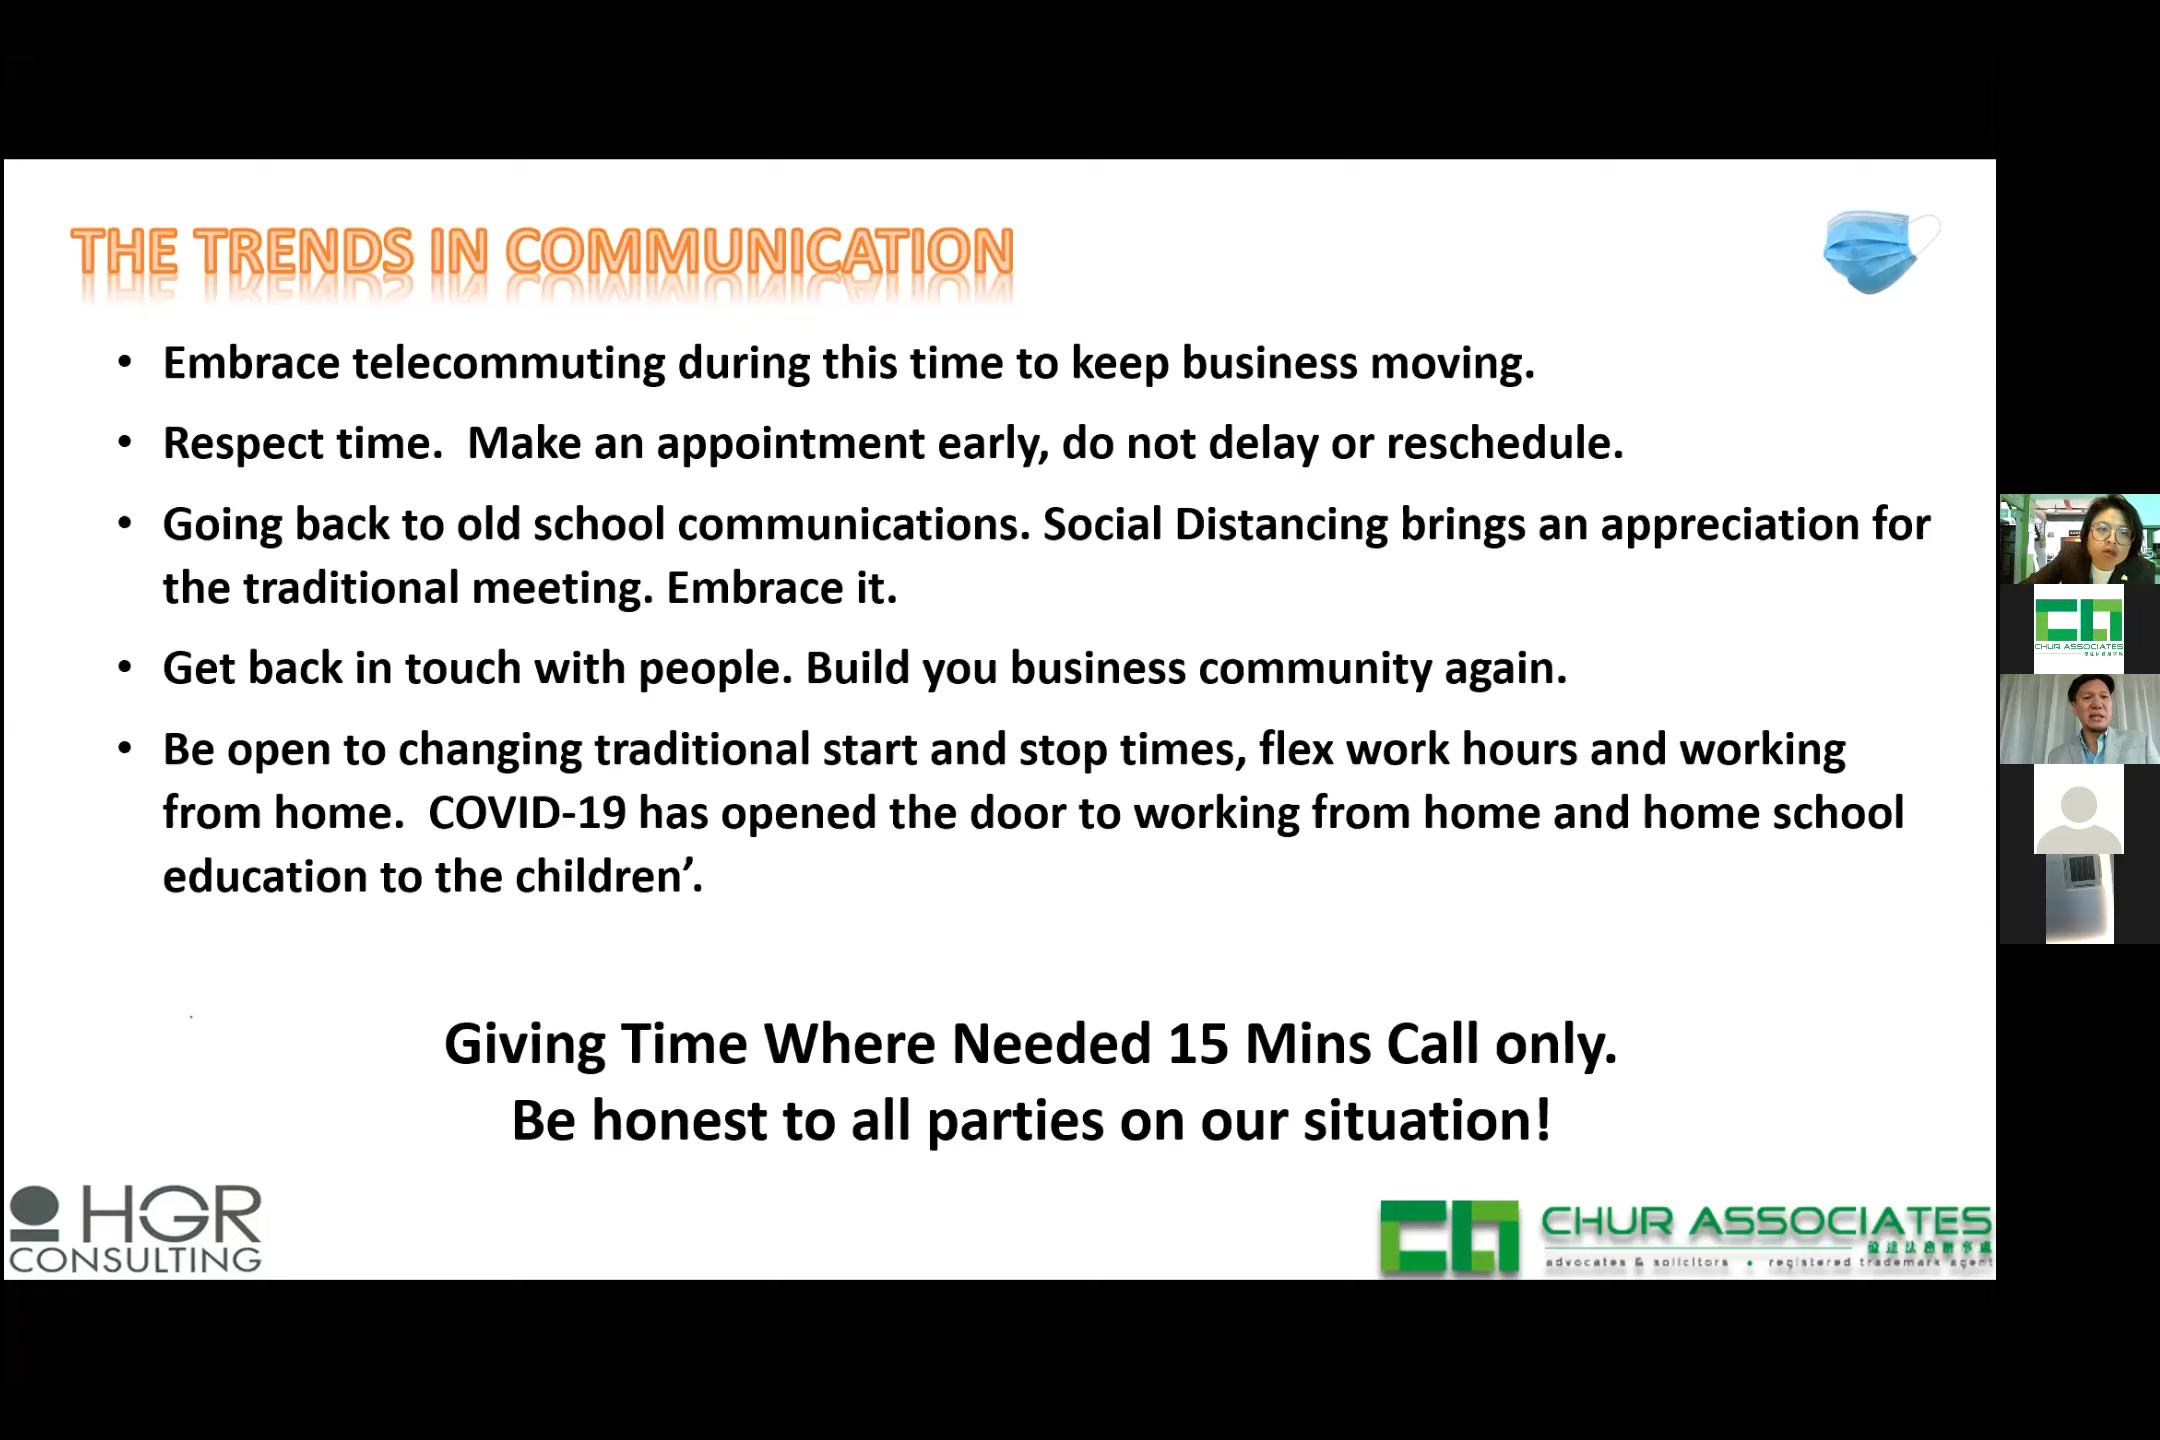 THE TRENDS IN COMMUNICATION
• Embrace telecommuting during this time to keep business moving.
• Respect time.  Make an appointment early, do not delay or reschedule.
• Going back to old school communications. Social Distancing brings an appreciation for
the traditional meeting. Embrace it.
• Get back in touch with people. Build you business community again.
• Be open to changing traditional start and stop times, flex work hours and working
from home.  COVID-19 has opened the door to working from home and home school
education to the children’.
Giving Time Where Needed 15 Mins Call only.
Be honest to all parties on our situation!
HGR
CONSULTING
CHUR ASSOCIATES
advocates & solicitors • registered trademark agent
CHUR ASSOCIATES